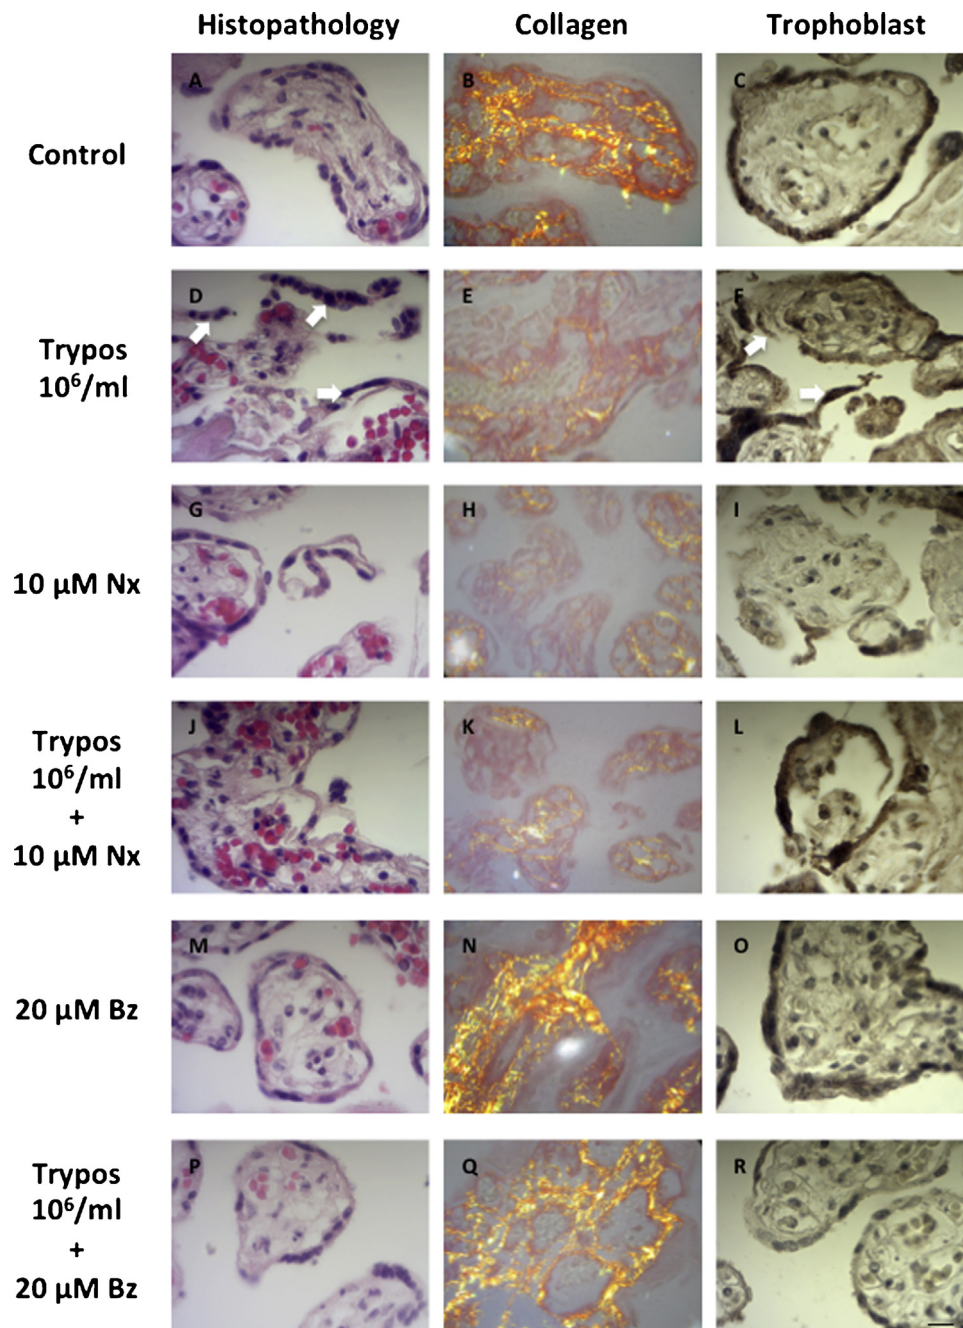 Histopathology Collagen Trophoblast
Control
A B C
Trypos
10⁶/ml
D E F
10 µM Nx
G H I
Trypos
10⁶/ml
+
10 µM Nx
J K L
20 µM Bz
M N O
Trypos
10⁶/ml
+
20 µM Bz
P Q R